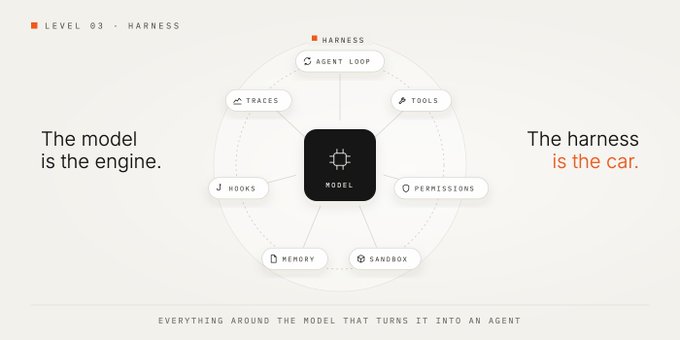 LEVEL 03 · HARNESS
HARNESS
AGENT LOOP
TRACES
TOOLS
The model
is the engine.
The harness
is the car.
MODEL
HOOKS
PERMISSIONS
MEMORY
SANDBOX
EVERYTHING AROUND THE MODEL THAT TURNS IT INTO AN AGENT